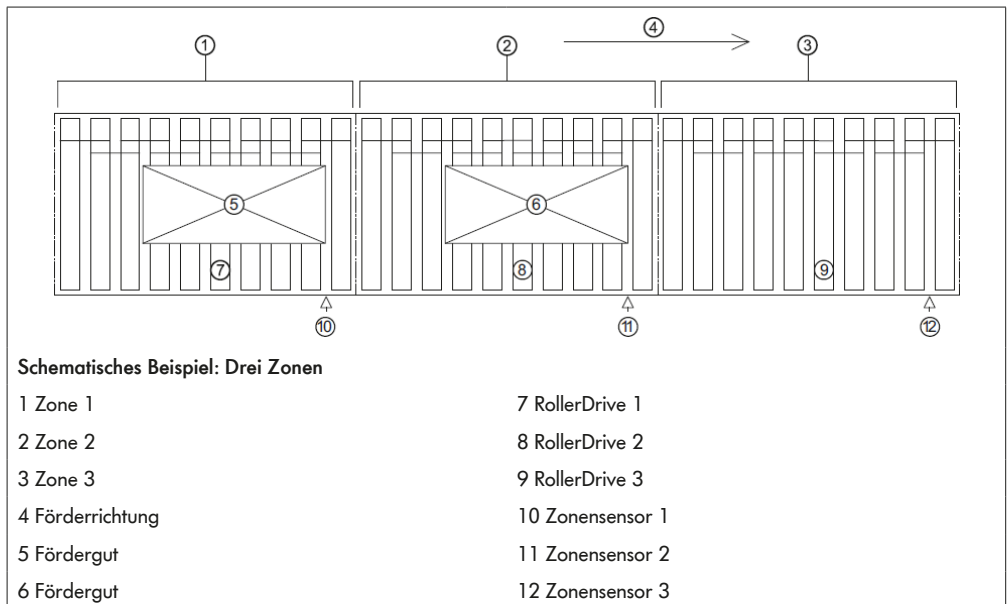 ① ② ④ ③
⑤ ⑥
⑦ ⑧ ⑨
⑩ ⑪ ⑫
Schematisches Beispiel: Drei Zonen
1 Zone 1
2 Zone 2
3 Zone 3
4 Förderrichtung
5 Fördergut
6 Fördergut
7 RollerDrive 1
8 RollerDrive 2
9 RollerDrive 3
10 Zonensensor 1
11 Zonensensor 2
12 Zonensensor 3